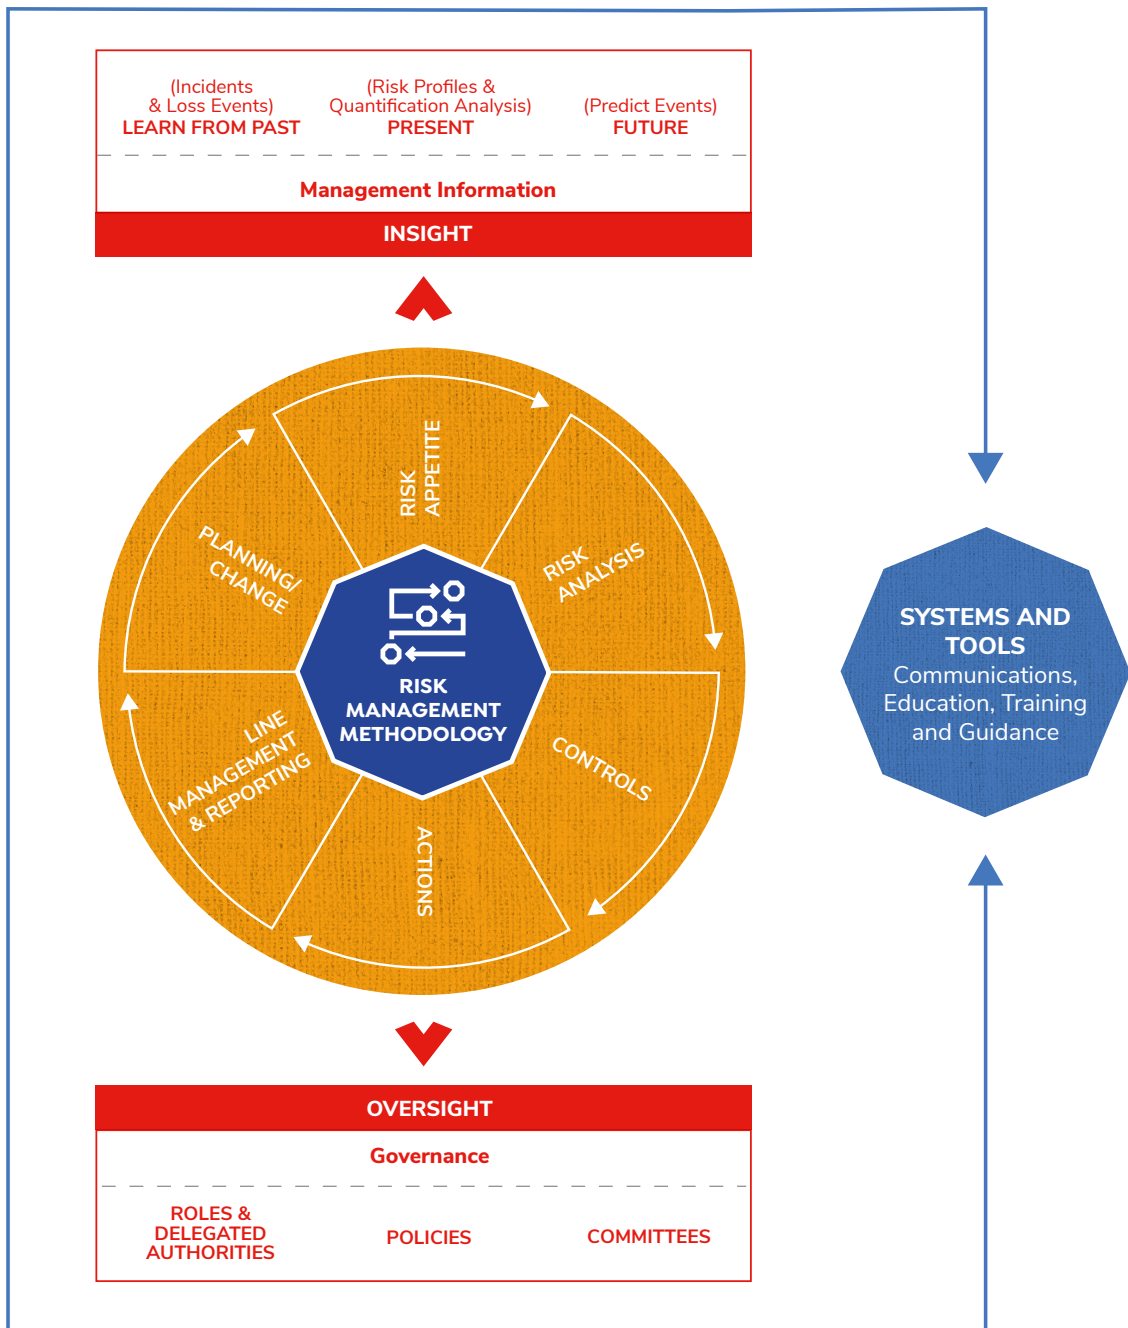 (Incidents
& Loss Events)
LEARN FROM PAST
(Risk Profiles &
Quantification Analysis)
PRESENT
(Predict Events)
FUTURE
Management Information
INSIGHT
RISK
APPETITE
RISK
ANALYSIS
CONTROLS
ACTIONS
LINE
MANAGEMENT
& REPORTING
PLANNING/
CHANGE
RISK
MANAGEMENT
METHODOLOGY
SYSTEMS AND
TOOLS
Communications,
Education, Training
and Guidance
OVERSIGHT
Governance
ROLES &
DELEGATED
AUTHORITIES
POLICIES
COMMITTEES